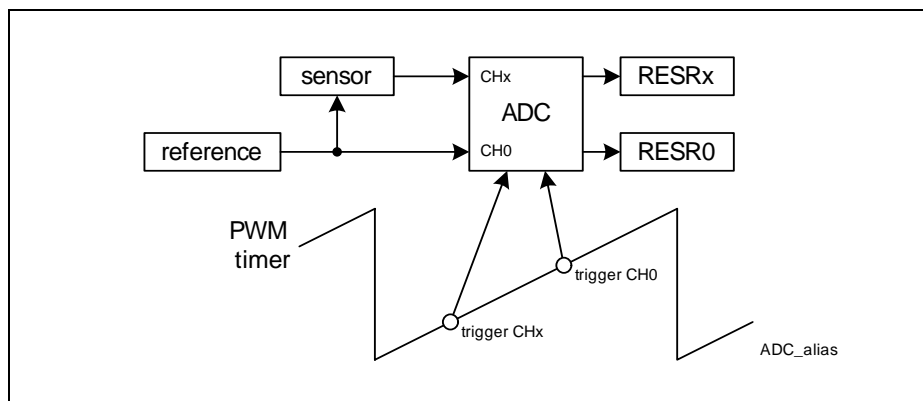 sensor
CHx
RESRx
ADC
reference
CH0
RESR0
PWM
timer
trigger CH0
trigger CHx
ADC_alias